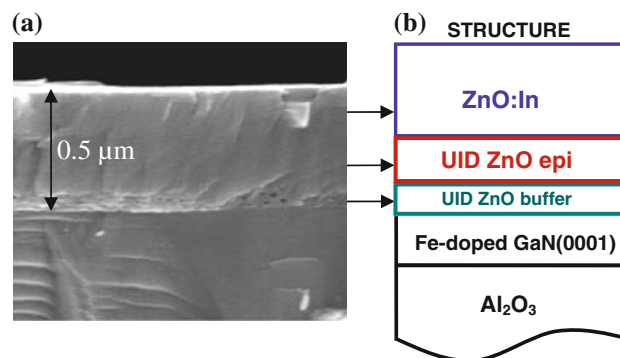 (a)
(b)
STRUCTURE
0.5 µm
ZnO:In
UID ZnO epi
UID ZnO buffer
Fe-doped GaN(0001)
Al₂O₃